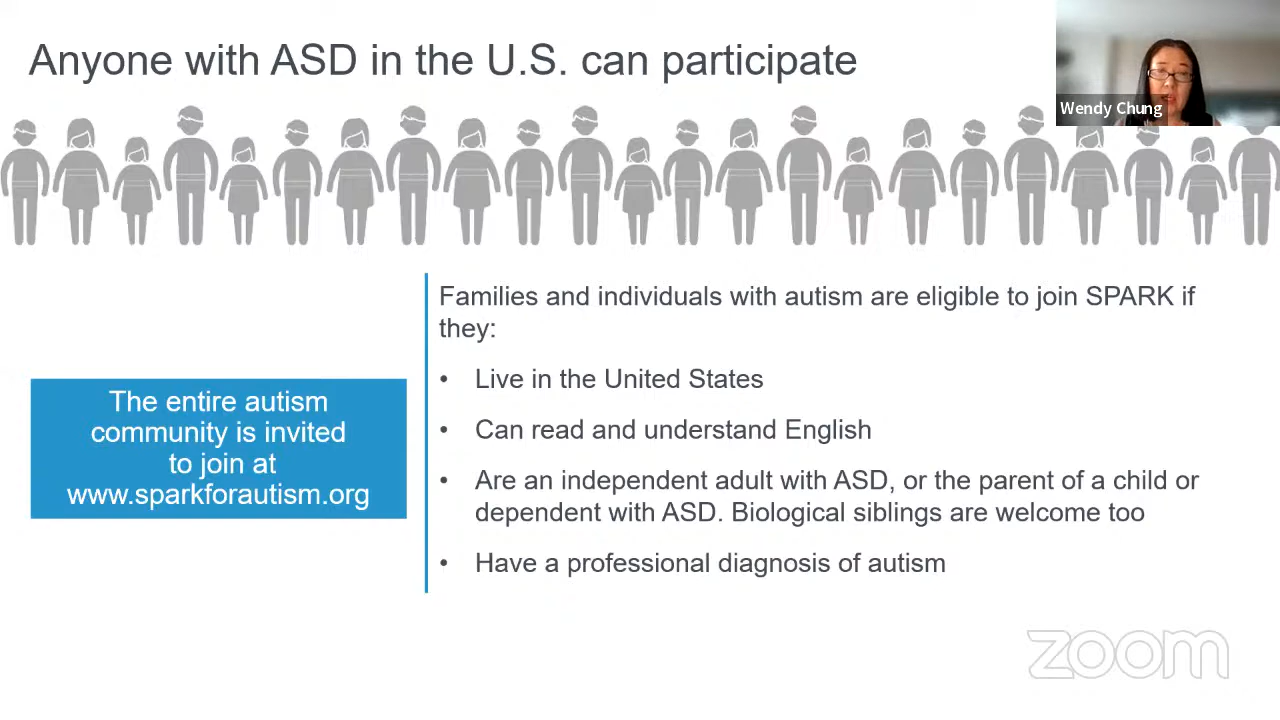 Anyone with ASD in the U.S. can participate
Wendy Chung
Families and individuals with autism are eligible to join SPARK if
they:
• Live in the United States
• Can read and understand English
• Are an independent adult with ASD, or the parent of a child or
dependent with ASD. Biological siblings are welcome too
• Have a professional diagnosis of autism
The entire autism
community is invited
to join at
www.sparkforautism.org
zoom